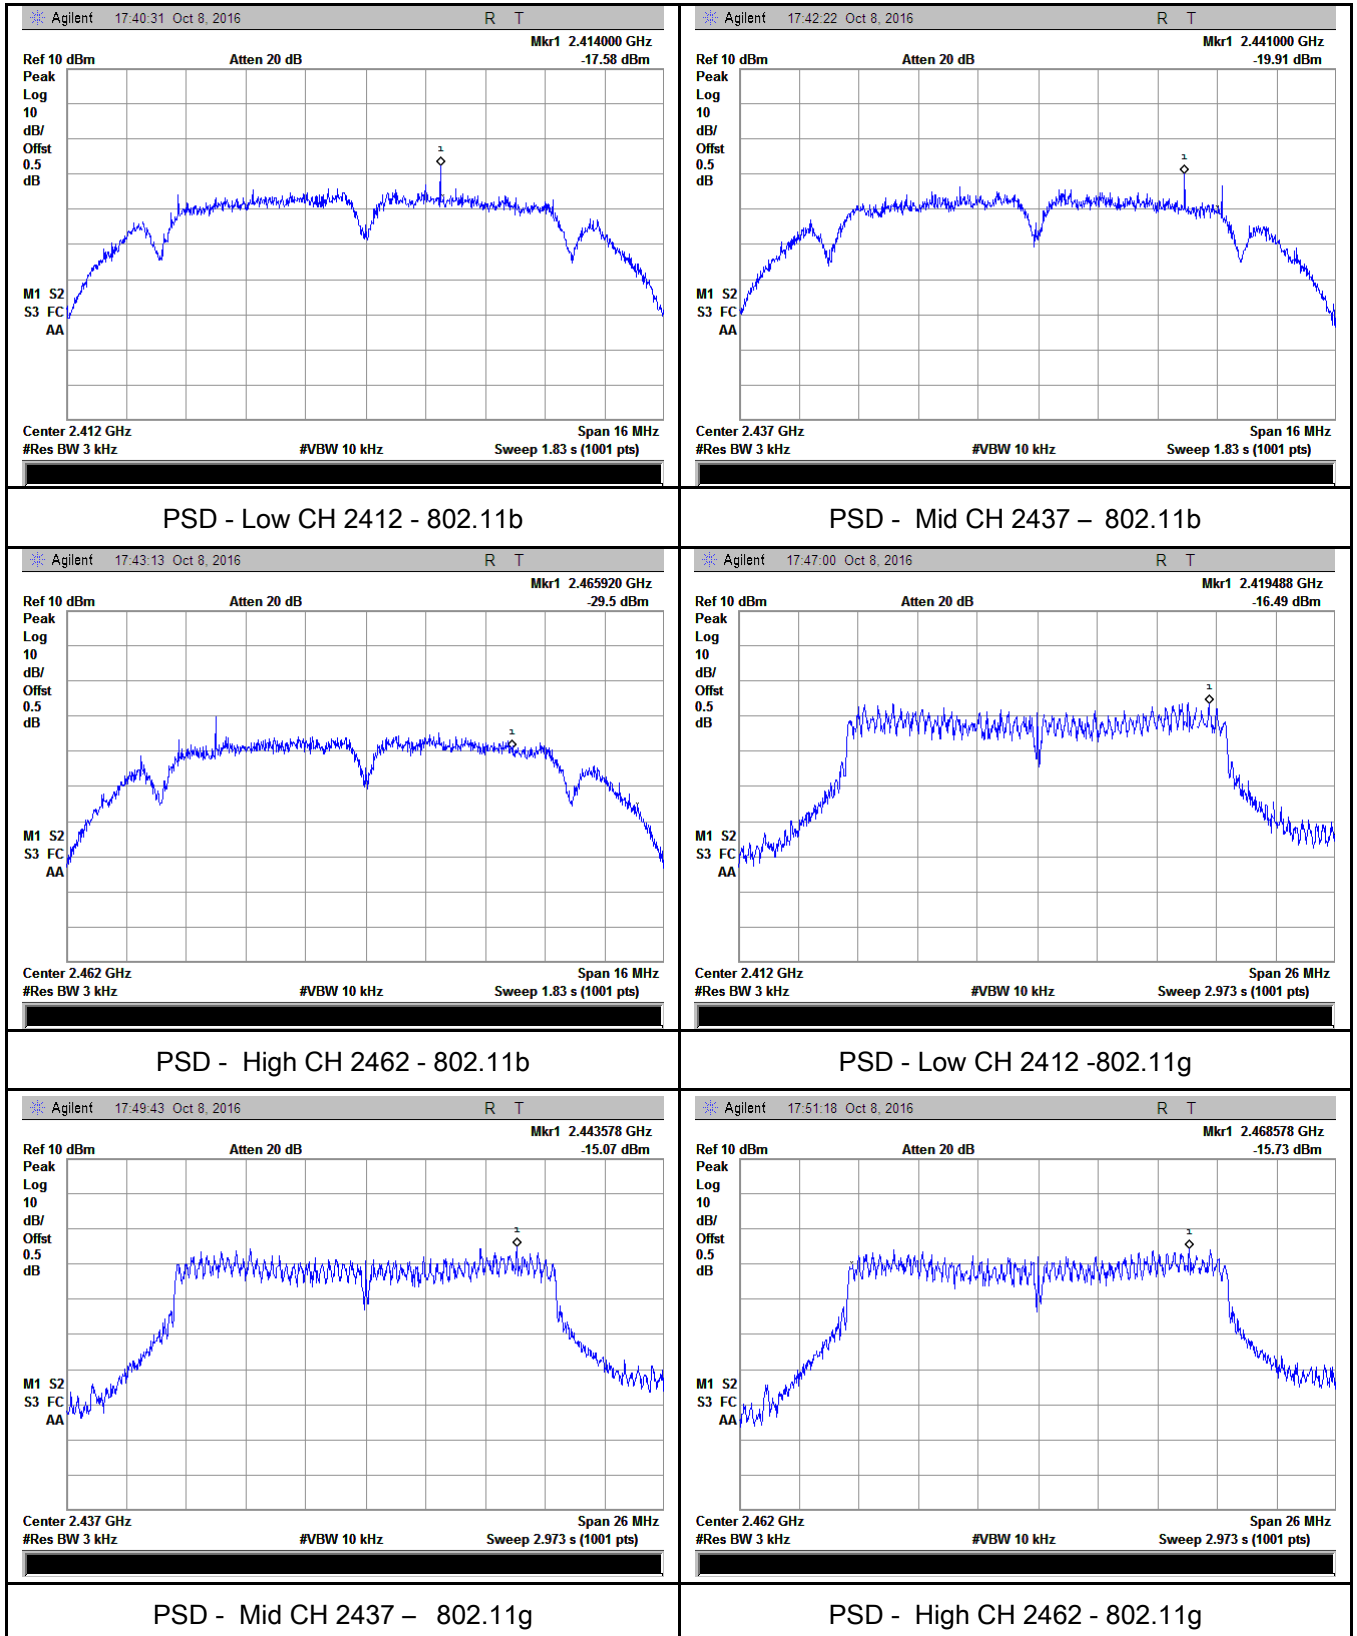 Agilent 17:40:31 Oct 8, 2016 R T
Mkr1 2.414000 GHz
Ref 10 dBm Atten 20 dB -17.58 dBm
Peak
Log
10
dB/
Offst
0.5
dB
1
M1 S2
S3 FC
AA
Center 2.412 GHz Span 16 MHz
#Res BW 3 kHz #VBW 10 kHz Sweep 1.83 s (1001 pts)
PSD - Low CH 2412 - 802.11b
Agilent 17:42:22 Oct 8, 2016 R T
Mkr1 2.441000 GHz
Ref 10 dBm Atten 20 dB -19.91 dBm
Peak
Log
10
dB/
Offst
0.5
dB
1
M1 S2
S3 FC
AA
Center 2.437 GHz Span 16 MHz
#Res BW 3 kHz #VBW 10 kHz Sweep 1.83 s (1001 pts)
PSD - Mid CH 2437 – 802.11b
Agilent 17:43:13 Oct 8, 2016 R T
Mkr1 2.465920 GHz
Ref 10 dBm Atten 20 dB -29.5 dBm
Peak
Log
10
dB/
Offst
0.5
dB
1
M1 S2
S3 FC
AA
Center 2.462 GHz Span 16 MHz
#Res BW 3 kHz #VBW 10 kHz Sweep 1.83 s (1001 pts)
PSD - High CH 2462 - 802.11b
Agilent 17:47:00 Oct 8, 2016 R T
Mkr1 2.419488 GHz
Ref 10 dBm Atten 20 dB -16.49 dBm
Peak
Log
10
dB/
Offst
0.5
dB
1
M1 S2
S3 FC
AA
Center 2.412 GHz Span 26 MHz
#Res BW 3 kHz #VBW 10 kHz Sweep 2.973 s (1001 pts)
PSD - Low CH 2412 -802.11g
Agilent 17:49:43 Oct 8, 2016 R T
Mkr1 2.443578 GHz
Ref 10 dBm Atten 20 dB -15.07 dBm
Peak
Log
10
dB/
Offst
0.5
dB
1
M1 S2
S3 FC
AA
Center 2.437 GHz Span 26 MHz
#Res BW 3 kHz #VBW 10 kHz Sweep 2.973 s (1001 pts)
PSD - Mid CH 2437 – 802.11g
Agilent 17:51:18 Oct 8, 2016 R T
Mkr1 2.468578 GHz
Ref 10 dBm Atten 20 dB -15.73 dBm
Peak
Log
10
dB/
Offst
0.5
dB
1
M1 S2
S3 FC
AA
Center 2.462 GHz Span 26 MHz
#Res BW 3 kHz #VBW 10 kHz Sweep 2.973 s (1001 pts)
PSD - High CH 2462 - 802.11g